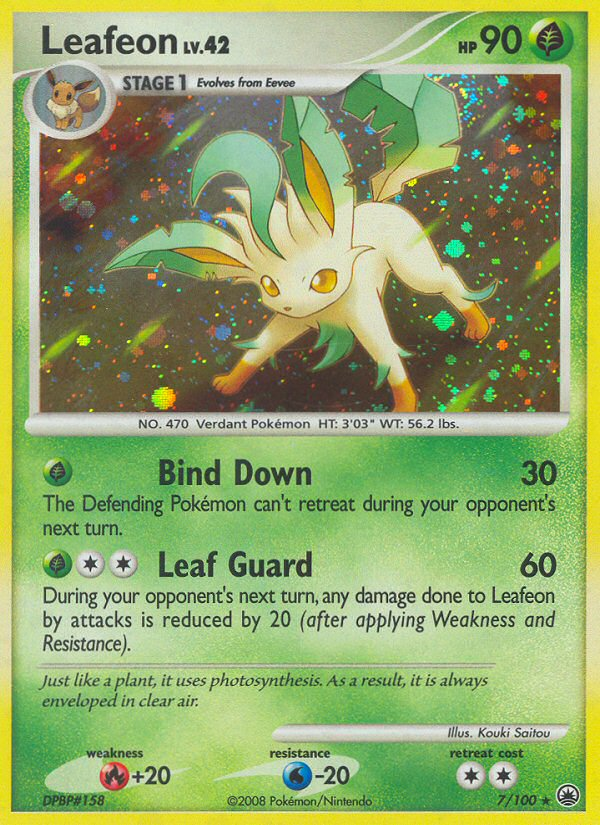 Leafeon LV.42
HP 90
STAGE 1 Evolves from Eevee
NO. 470 Verdant Pokémon HT: 3'03" WT: 56.2 lbs.
Bind Down 30
The Defending Pokémon can't retreat during your opponent's
next turn.
Leaf Guard 60
During your opponent's next turn, any damage done to Leafeon
by attacks is reduced by 20 (after applying Weakness and
Resistance).
Just like a plant, it uses photosynthesis. As a result, it is always
enveloped in clear air.
Illus. Kouki Saitou
weakness resistance retreat cost
+20 -20
DPBP#158 ©2008 Pokémon/Nintendo 7/100 ★